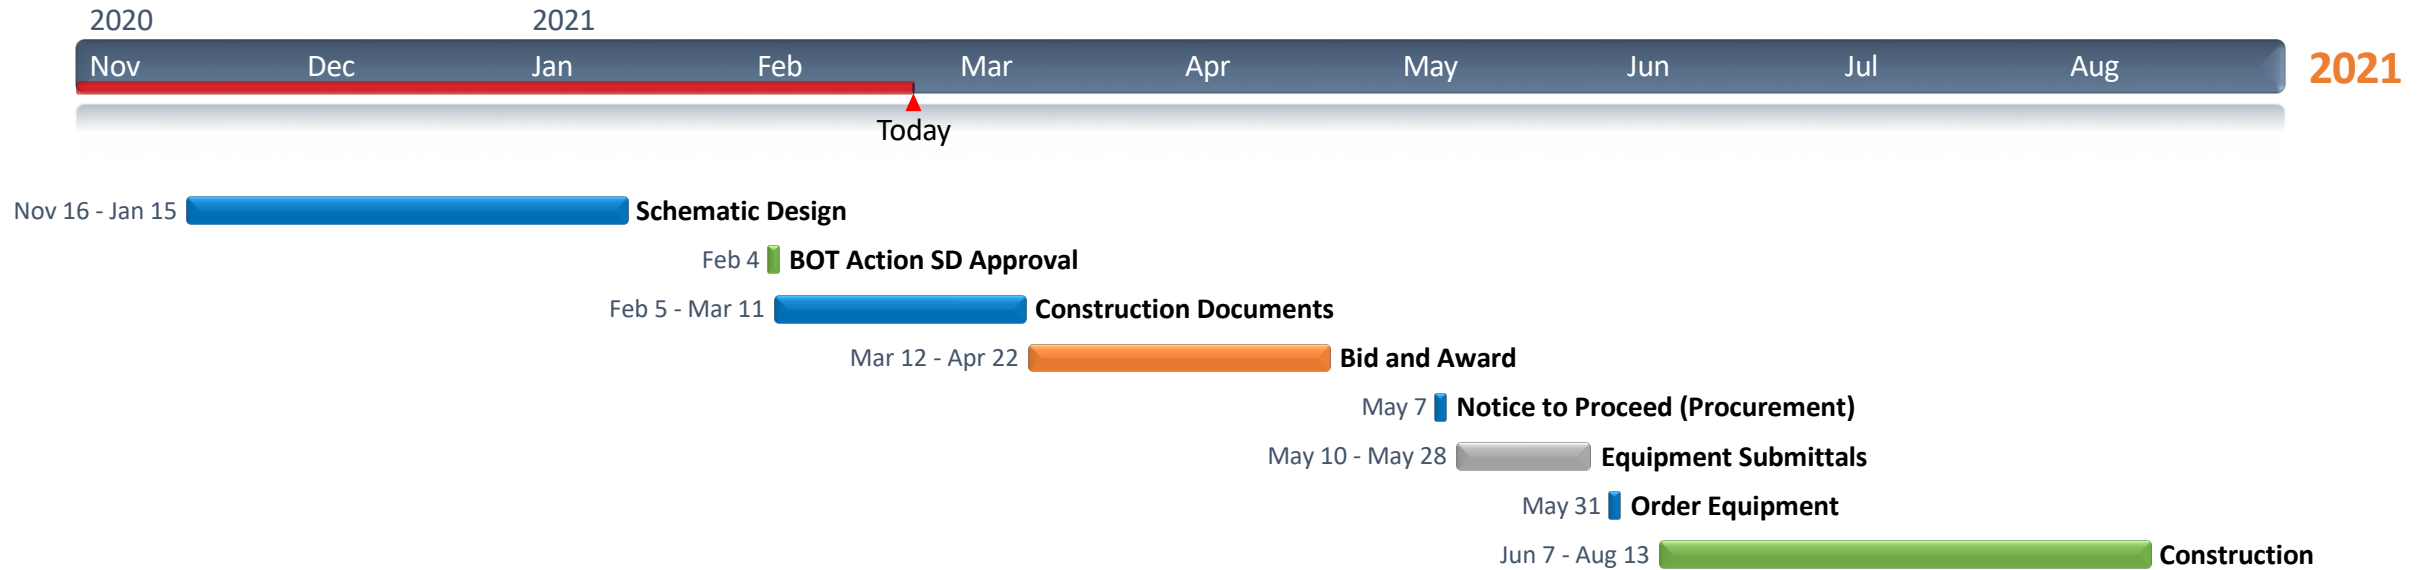 2020 2021
Nov Dec Jan Feb Mar Apr May Jun Jul Aug 2021
Today
Nov 16 - Jan 15 Schematic Design
Feb 4 BOT Action SD Approval
Feb 5 - Mar 11 Construction Documents
Mar 12 - Apr 22 Bid and Award
May 7 Notice to Proceed (Procurement)
May 10 - May 28 Equipment Submittals
May 31 Order Equipment
Jun 7 - Aug 13 Construction